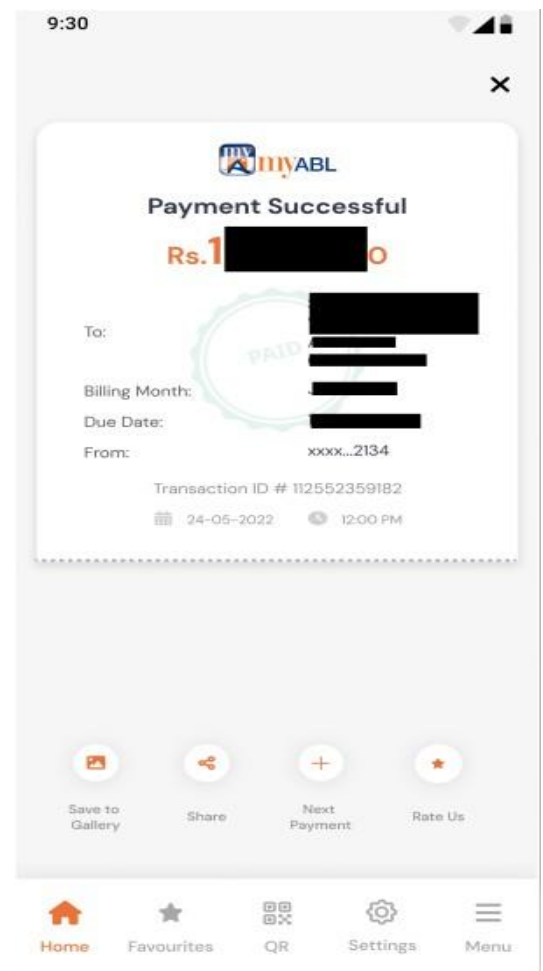 9:30
my myABL
Payment Successful
Rs.1
To:
PAID
Billing Month:
Due Date:
From: xxxx...2134
Transaction ID # 112552359182
24-05-2022 12:00 PM
Save to Gallery
Share
Next Payment
Rate Us
Home
Favourites
QR
Settings
Menu